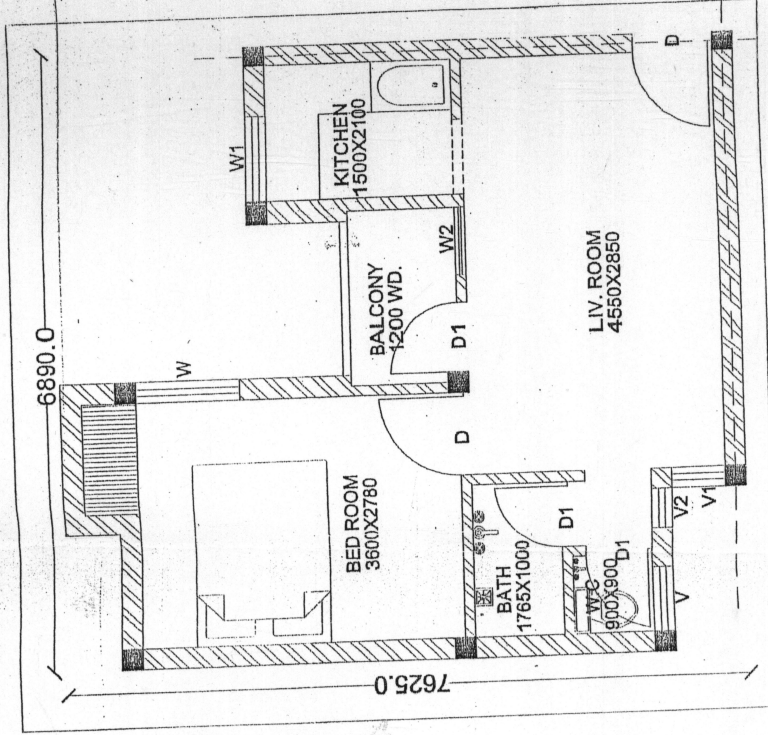 6890.0
W1
KITCHEN
1500X2100
D
W2
BALCONY
1200 WD.
D1
W
LIV. ROOM
4550X2850
D
BED ROOM
3600X2780
D1
BATH
1765X1000
W.C
900X900
D1
V2
V1
V
7625.0